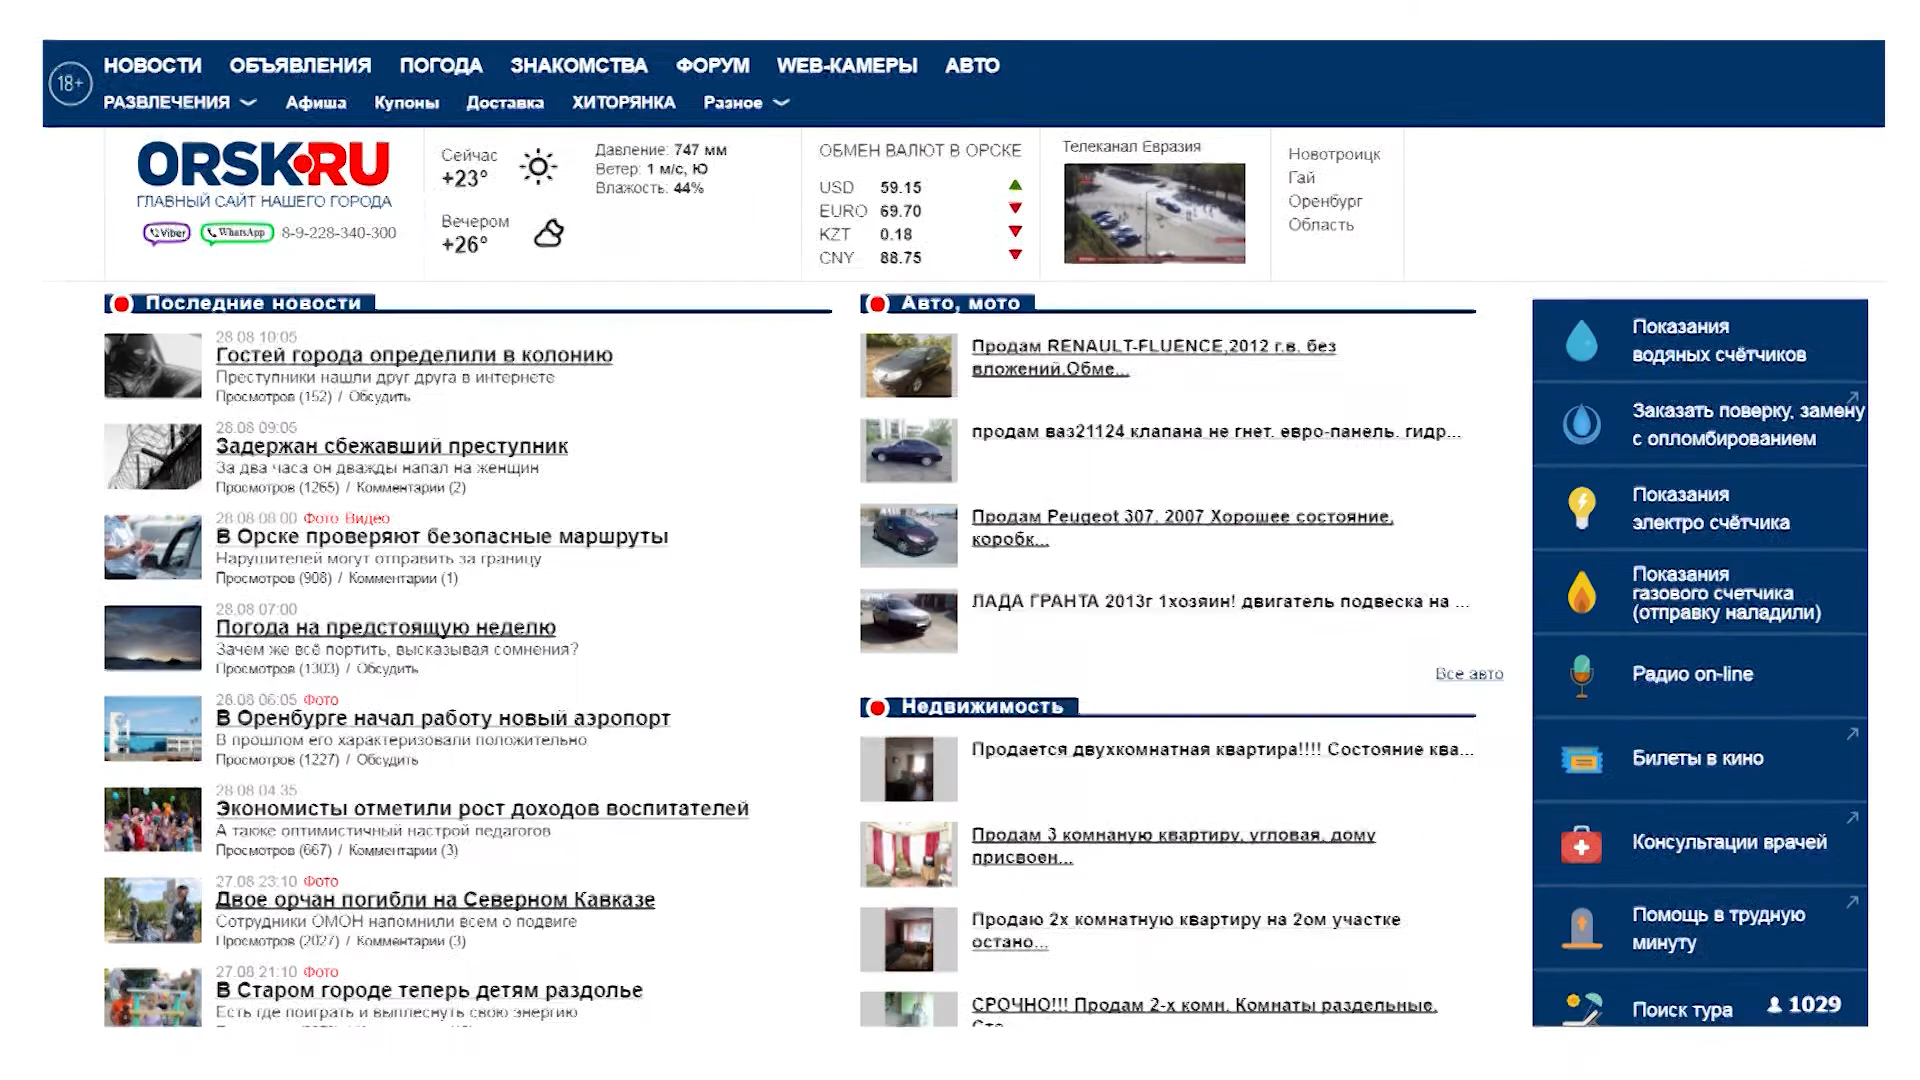 18+
НОВОСТИ ОБЪЯВЛЕНИЯ ПОГОДА ЗНАКОМСТВА ФОРУМ WEB-КАМЕРЫ АВТО
РАЗВЛЕЧЕНИЯ Афиша Купоны Доставка ХИТОРЯНКА Разное
ORSK.RU
ГЛАВНЫЙ САЙТ НАШЕГО ГОРОДА
Viber WhatsApp 8-9-228-340-300
Сейчас
+23°
Вечером
+26°
Давление: 747 мм
Ветер: 1 м/с, Ю
Влажость: 44%
ОБМЕН ВАЛЮТ В ОРСКЕ
USD 59.15
EURO 69.70
KZT 0.18
CNY 88.75
Телеканал Евразия
Новотроицк
Гай
Оренбург
Область
Последние новости
28.08 10:05
Гостей города определили в колонию
Преступники нашли друг друга в интернете
Просмотров (152) / Обсудить
28.08 09:05
Задержан сбежавший преступник
За два часа он дважды напал на женщин
Просмотров (1265) / Комментарии (2)
28.08 08:00 Фото Видео
В Орске проверяют безопасные маршруты
Нарушителей могут отправить за границу
Просмотров (908) / Комментарии (1)
28.08 07:00
Погода на предстоящую неделю
Зачем же всё портить, высказывая сомнения?
Просмотров (1303) / Обсудить
28.08 06:05 Фото
В Оренбурге начал работу новый аэропорт
В прошлом его характеризовали положительно
Просмотров (1227) / Обсудить
28.08 04:35
Экономисты отметили рост доходов воспитателей
А также оптимистичный настрой педагогов
Просмотров (667) / Комментарии (3)
27.08 23:10 Фото
Двое орчан погибли на Северном Кавказе
Сотрудники ОМОН напомнили всем о подвиге
Просмотров (2027) / Комментарии (3)
27.08 21:10 Фото
В Старом городе теперь детям раздолье
Есть где поиграть и выплеснуть свою энергию
Авто, мото
Продам RENAULT-FLUENCE,2012 г.в. без
вложений.Обме...
продам ваз21124 клапана не гнет. евро-панель. гидр...
Продам Peugeot 307. 2007 Хорошее состояние,
коробк...
ЛАДА ГРАНТА 2013г 1хозяин! двигатель подвеска на ...
Все авто
Недвижимость
Продается двухкомнатная квартира!!!! Состояние ква...
Продам 3 комнаную квартиру, угловая. дому
присвоен...
Продаю 2х комнатную квартиру на 2ом участке
остано...
СРОЧНО!!! Продам 2-х комн. Комнаты раздельные.
Показания
водяных счётчиков
Заказать поверку, замену
с опломбированием
Показания
электро счётчика
Показания
газового счетчика
(отправку наладили)
Радио on-line
Билеты в кино
Консультации врачей
Помощь в трудную
минуту
Поиск тура 1029